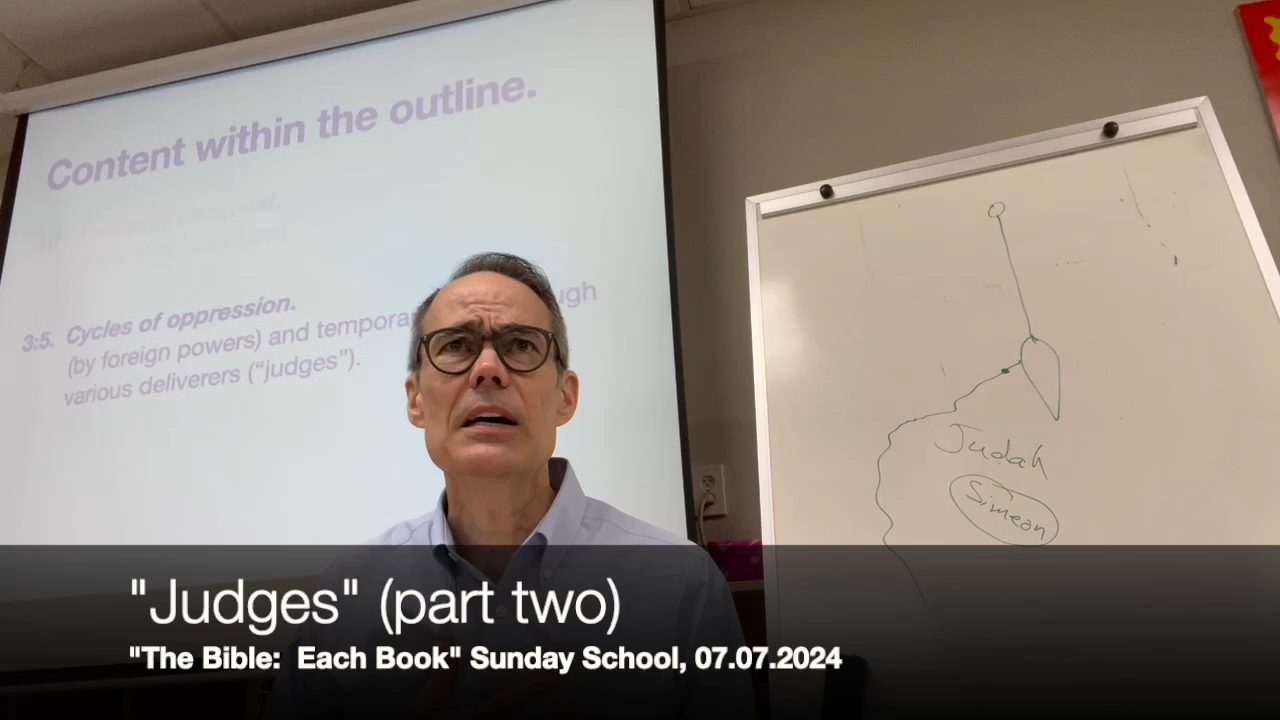 Content within the outline.
3:5. Cycles of oppression.
(by foreign powers) and ugh
various deliverers ("judges").
Judah
Simeon
"Judges" (part two)
"The Bible: Each Book" Sunday School, 07.07.2024